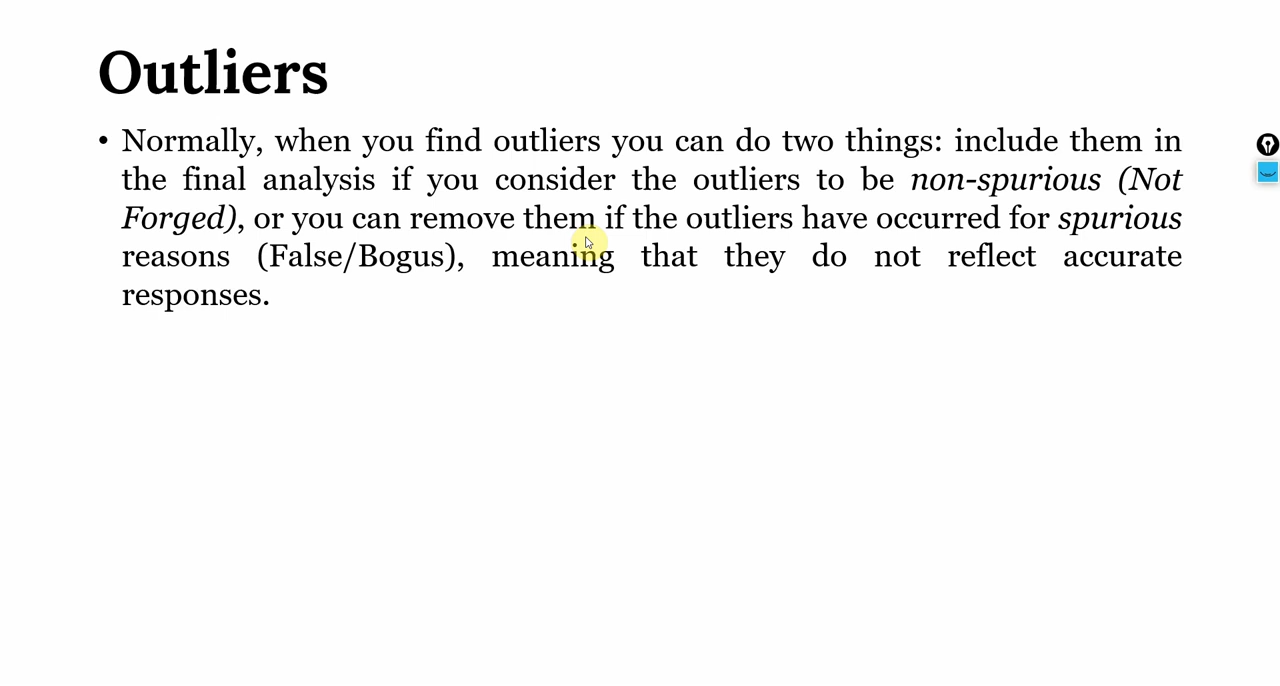 Outliers
• Normally, when you find outliers you can do two things: include them in
the final analysis if you consider the outliers to be non-spurious (Not
Forged), or you can remove them if the outliers have occurred for spurious
reasons (False/Bogus), meaning that they do not reflect accurate
responses.